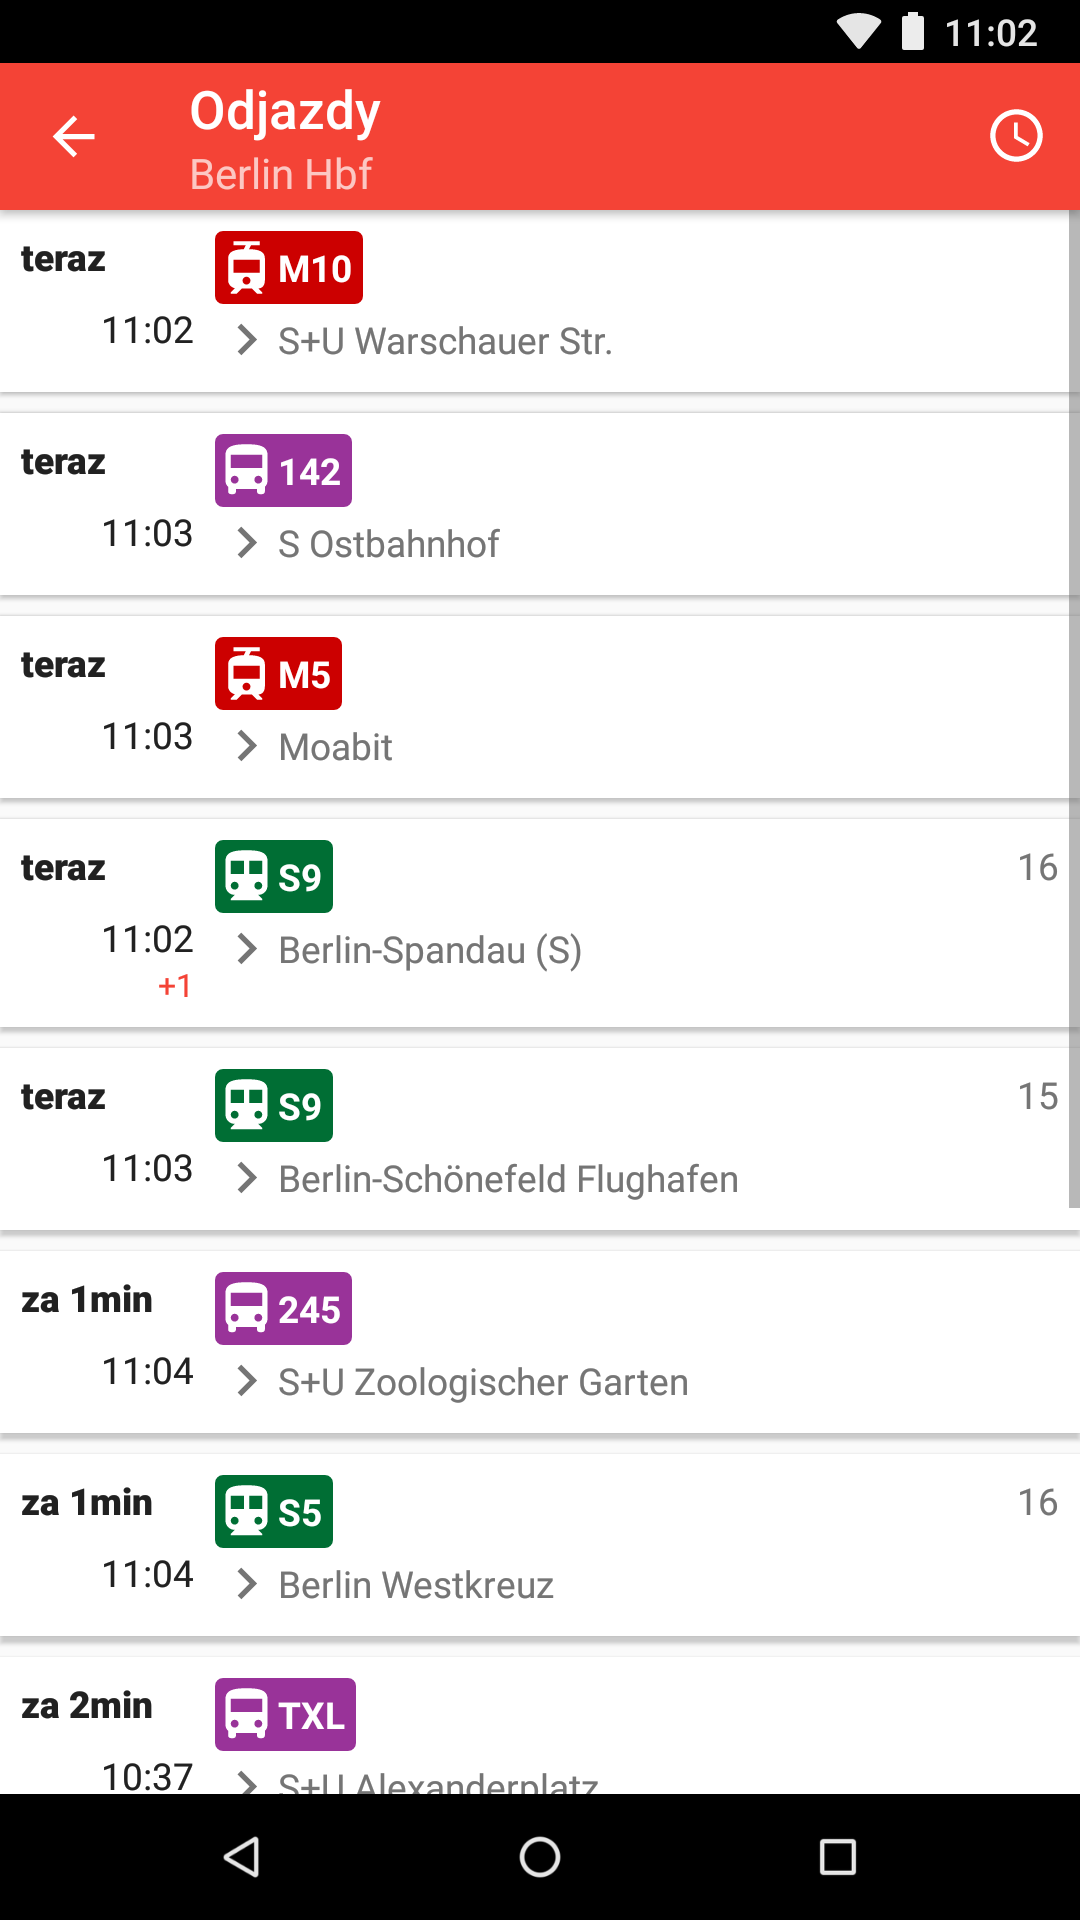 11:02
Odjazdy
Berlin Hbf
teraz M10
11:02 S+U Warschauer Str.
teraz 142
11:03 S Ostbahnhof
teraz M5
11:03 Moabit
teraz S9 16
11:02 Berlin-Spandau (S)
+1
teraz S9 15
11:03 Berlin-Schönefeld Flughafen
za 1min 245
11:04 S+U Zoologischer Garten
za 1min S5 16
11:04 Berlin Westkreuz
za 2min TXL
10:37 S+U Alexanderplatz